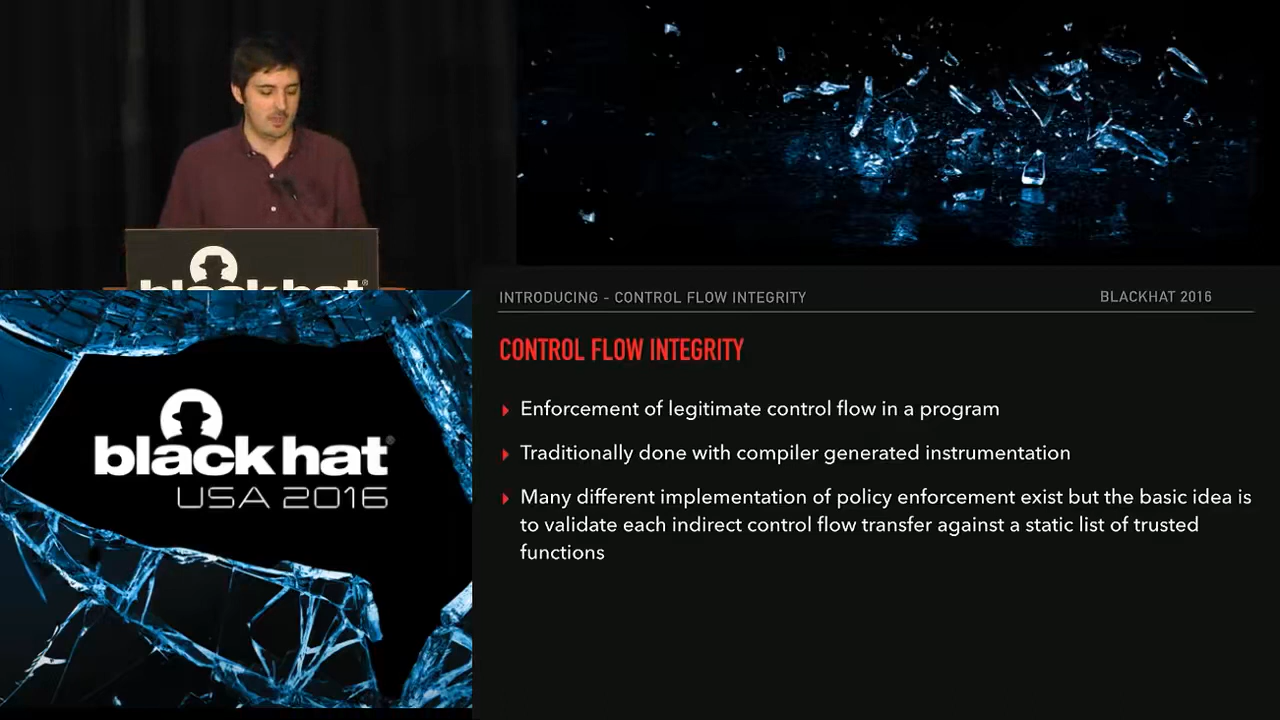 black hat®
black hat®
USA 2016
INTRODUCING - CONTROL FLOW INTEGRITY
BLACKHAT 2016
CONTROL FLOW INTEGRITY
Enforcement of legitimate control flow in a program
Traditionally done with compiler generated instrumentation
Many different implementation of policy enforcement exist but the basic idea is
to validate each indirect control flow transfer against a static list of trusted
functions